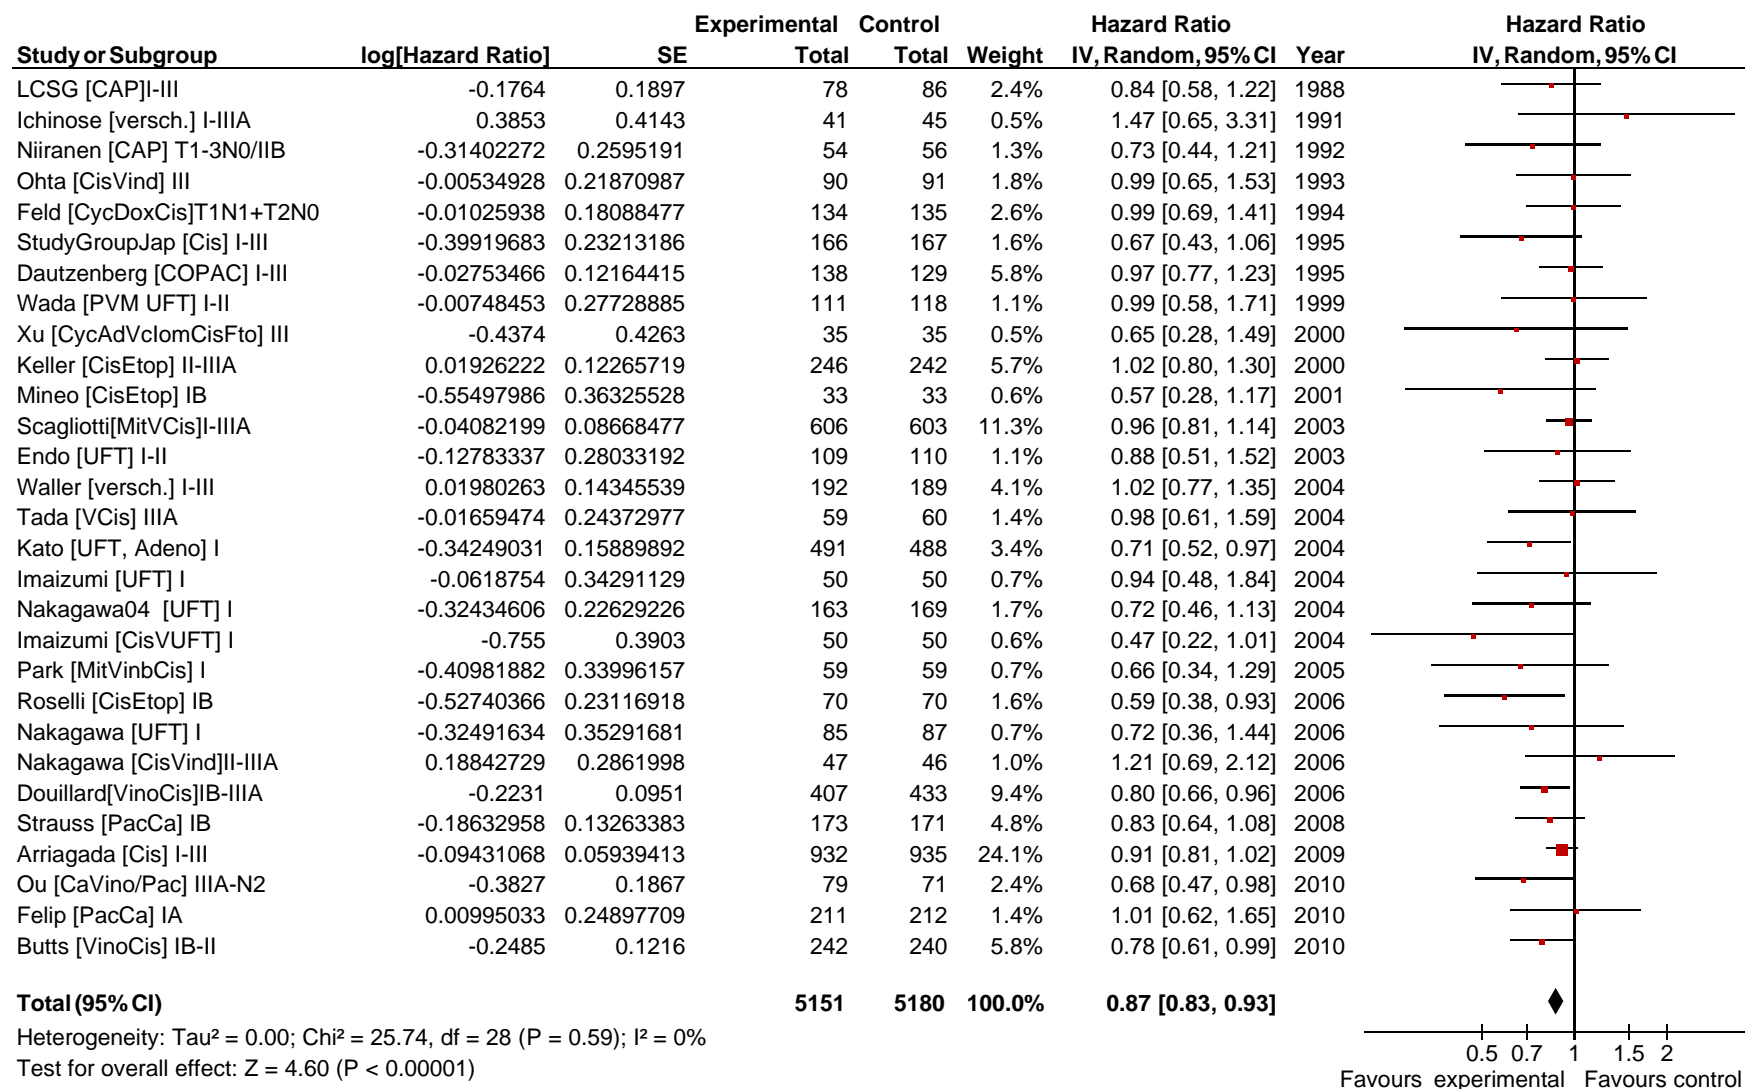 Experimental Control Hazard Ratio Hazard Ratio
Study or Subgroup log[Hazard Ratio] SE Total Total Weight IV, Random, 95% CI Year IV, Random, 95% CI
LCSG [CAP]I-III -0.1764 0.1897 78 86 2.4% 0.84 [0.58, 1.22] 1988
Ichinose [versch.] I-IIIA 0.3853 0.4143 41 45 0.5% 1.47 [0.65, 3.31] 1991
Niiranen [CAP] T1-3N0/IIB -0.31402272 0.2595191 54 56 1.3% 0.73 [0.44, 1.21] 1992
Ohta [CisVind] III -0.00534928 0.21870987 90 91 1.8% 0.99 [0.65, 1.53] 1993
Feld [CycDoxCis]T1N1+T2N0 -0.01025938 0.18088477 134 135 2.6% 0.99 [0.69, 1.41] 1994
StudyGroupJap [Cis] I-III -0.39919683 0.23213186 166 167 1.6% 0.67 [0.43, 1.06] 1995
Dautzenberg [COPAC] I-III -0.02753466 0.12164415 138 129 5.8% 0.97 [0.77, 1.23] 1995
Wada [PVM UFT] I-II -0.00748453 0.27728885 111 118 1.1% 0.99 [0.58, 1.71] 1999
Xu [CycAdVcIomCisFto] III -0.4374 0.4263 35 35 0.5% 0.65 [0.28, 1.49] 2000
Keller [CisEtop] II-IIIA 0.01926222 0.12265719 246 242 5.7% 1.02 [0.80, 1.30] 2000
Mineo [CisEtop] IB -0.55497986 0.36325528 33 33 0.6% 0.57 [0.28, 1.17] 2001
Scagliotti[MitVCis]I-IIIA -0.04082199 0.08668477 606 603 11.3% 0.96 [0.81, 1.14] 2003
Endo [UFT] I-II -0.12783337 0.28033192 109 110 1.1% 0.88 [0.51, 1.52] 2003
Waller [versch.] I-III 0.01980263 0.14345539 192 189 4.1% 1.02 [0.77, 1.35] 2004
Tada [VCis] IIIA -0.01659474 0.24372977 59 60 1.4% 0.98 [0.61, 1.59] 2004
Kato [UFT, Adeno] I -0.34249031 0.15889892 491 488 3.4% 0.71 [0.52, 0.97] 2004
Imaizumi [UFT] I -0.0618754 0.34291129 50 50 0.7% 0.94 [0.48, 1.84] 2004
Nakagawa04 [UFT] I -0.32434606 0.22629226 163 169 1.7% 0.72 [0.46, 1.13] 2004
Imaizumi [CisVUFT] I -0.755 0.3903 50 50 0.6% 0.47 [0.22, 1.01] 2004
Park [MitVinbCis] I -0.40981882 0.33996157 59 59 0.7% 0.66 [0.34, 1.29] 2005
Roselli [CisEtop] IB -0.52740366 0.23116918 70 70 1.6% 0.59 [0.38, 0.93] 2006
Nakagawa [UFT] I -0.32491634 0.35291681 85 87 0.7% 0.72 [0.36, 1.44] 2006
Nakagawa [CisVind]II-IIIA 0.18842729 0.2861998 47 46 1.0% 1.21 [0.69, 2.12] 2006
Douillard[VinoCis]IB-IIIA -0.2231 0.0951 407 433 9.4% 0.80 [0.66, 0.96] 2006
Strauss [PacCa] IB -0.18632958 0.13263383 173 171 4.8% 0.83 [0.64, 1.08] 2008
Arriagada [Cis] I-III -0.09431068 0.05939413 932 935 24.1% 0.91 [0.81, 1.02] 2009
Ou [CaVino/Pac] IIIA-N2 -0.3827 0.1867 79 71 2.4% 0.68 [0.47, 0.98] 2010
Felip [PacCa] IA 0.00995033 0.24897709 211 212 1.4% 1.01 [0.62, 1.65] 2010
Butts [VinoCis] IB-II -0.2485 0.1216 242 240 5.8% 0.78 [0.61, 0.99] 2010
Total (95% CI) 5151 5180 100.0% 0.87 [0.83, 0.93]
Heterogeneity: Tau² = 0.00; Chi² = 25.74, df = 28 (P = 0.59); I² = 0%
Test for overall effect: Z = 4.60 (P < 0.00001)
0.5 0.7 1 1.5 2
Favours experimental Favours control